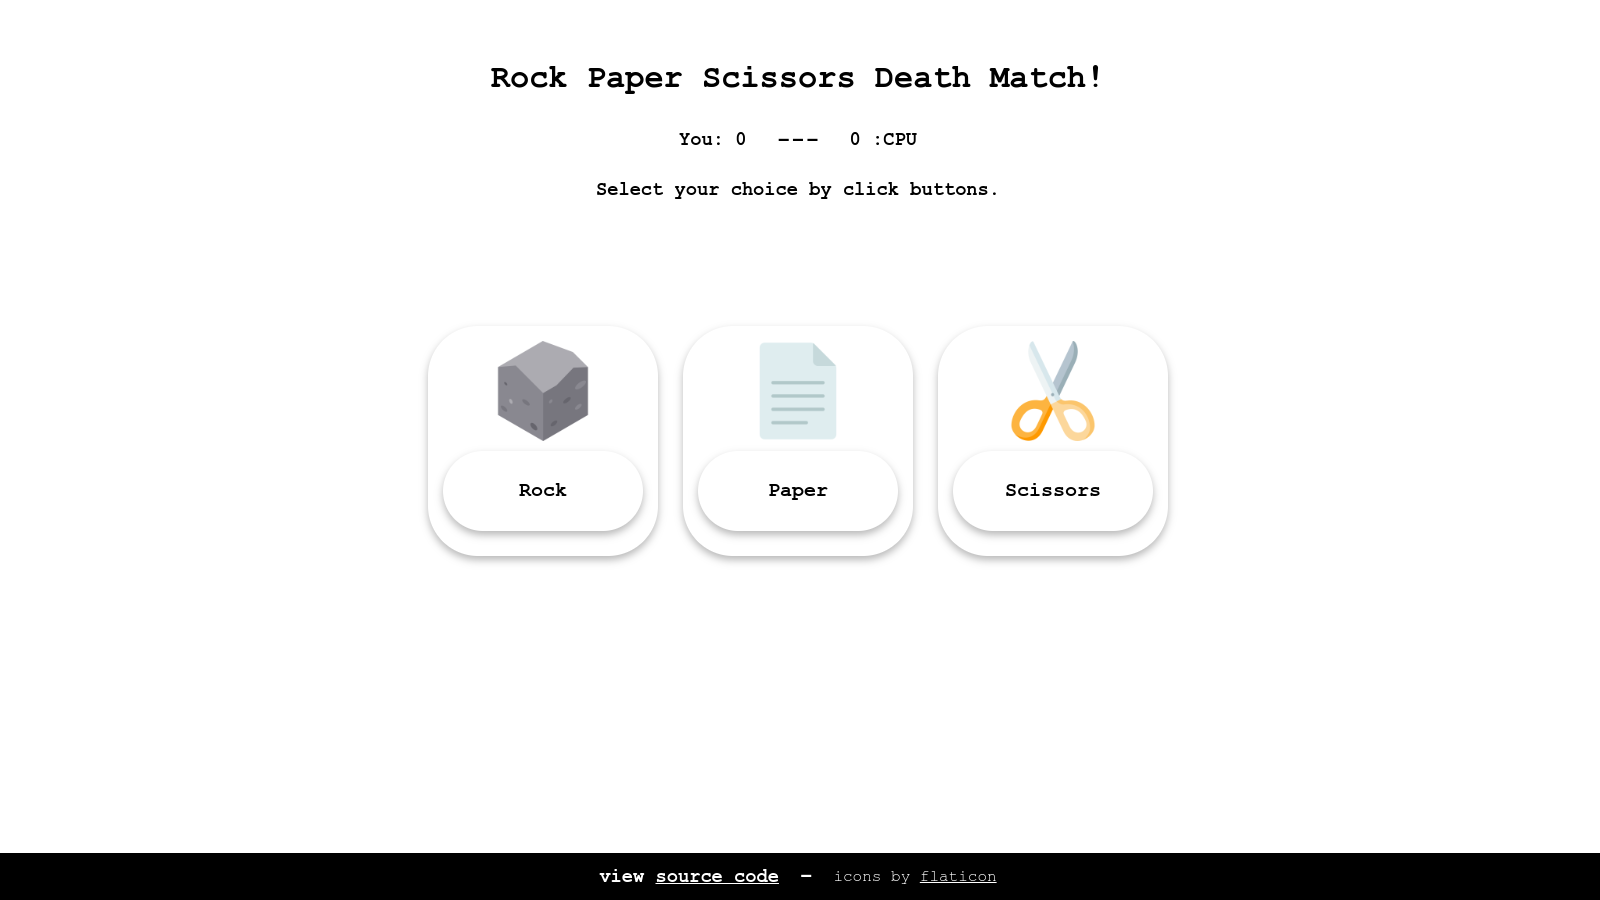 Rock Paper Scissors Death Match!
You: 0 --- 0 :CPU
Select your choice by click buttons.
Rock Paper Scissors
view source code - icons by flaticon